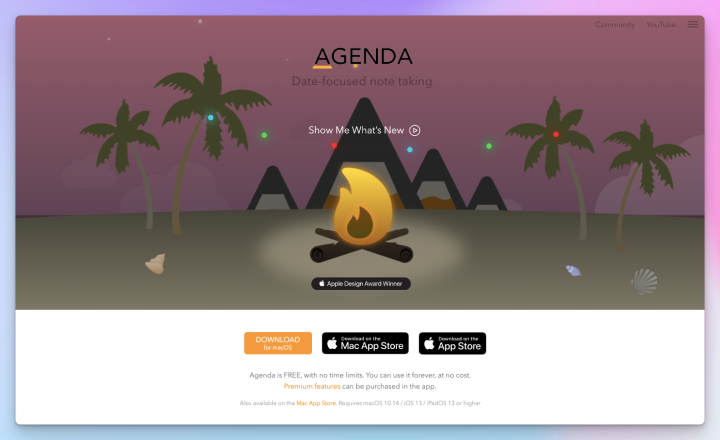 Community YouTube
AGENDA
Date-focused note taking
Show Me What's New
Apple Design Award Winner
DOWNLOAD
for macOS
Download on the
Mac App Store
Download on the
App Store
Agenda is FREE, with no time limits. You can use it forever, at no cost.
Premium features can be purchased in the app.
Also available on the Mac App Store. Requires macOS 10.14 / iOS 13 / iPadOS 13 or higher